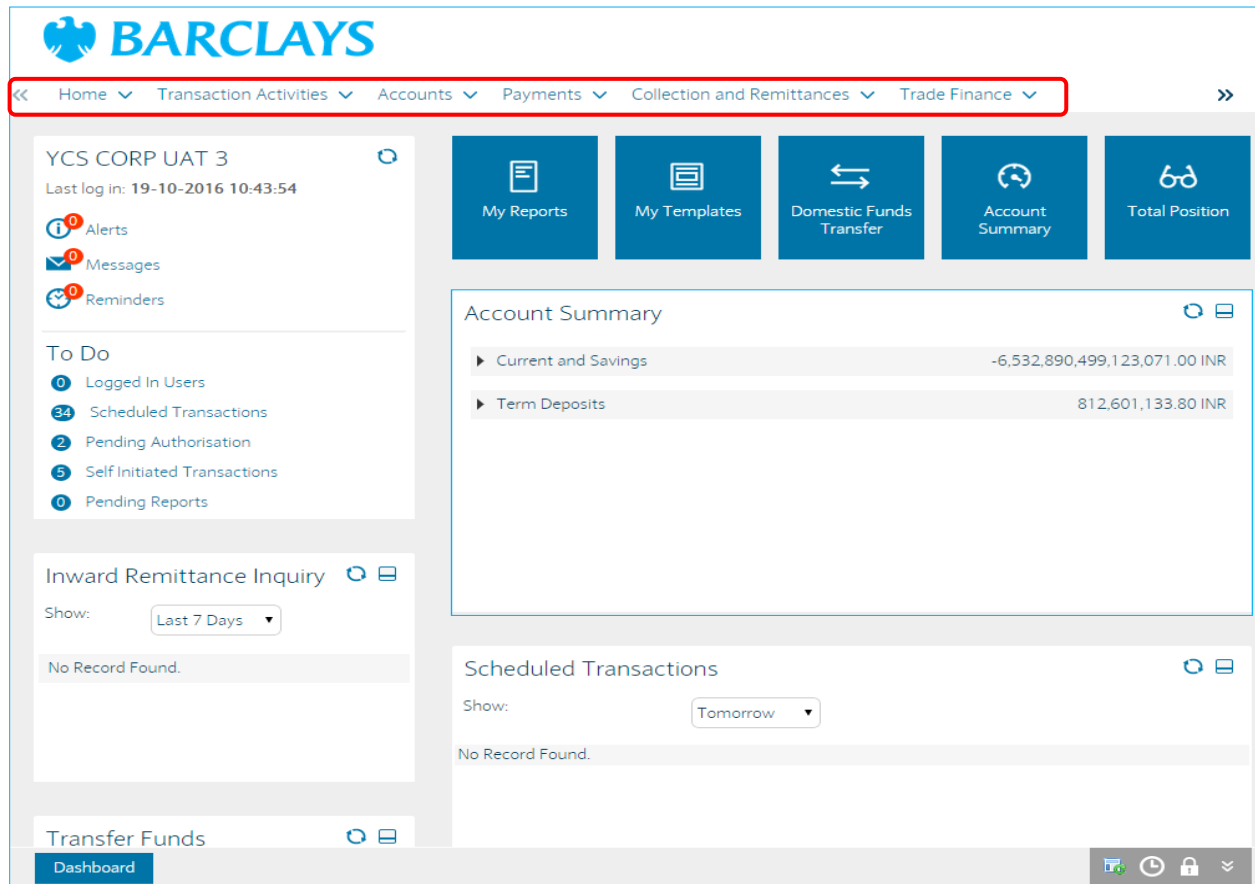 BARCLAYS
Home Transaction Activities Accounts Payments Collection and Remittances Trade Finance
YCS CORP UAT 3
Last log in: 19-10-2016 10:43:54
0 Alerts
0 Messages
0 Reminders
To Do
0 Logged In Users
34 Scheduled Transactions
2 Pending Authorisation
5 Self Initiated Transactions
0 Pending Reports
Inward Remittance Inquiry
Show: Last 7 Days
No Record Found.
Transfer Funds
My Reports
My Templates
Domestic Funds
Transfer
Account
Summary
Total Position
Account Summary
Current and Savings -6,532,890,499,123,071.00 INR
Term Deposits 812,601,133.80 INR
Scheduled Transactions
Show: Tomorrow
No Record Found.
Dashboard